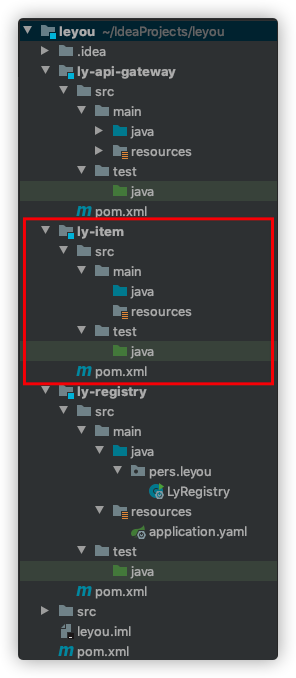 leyou ~/IdeaProjects/leyou
.idea
ly-api-gateway
src
main
java
resources
test
java
pom.xml
ly-item
src
main
java
resources
test
java
pom.xml
ly-registry
src
main
java
pers.leyou
LyRegistry
resources
application.yaml
test
java
pom.xml
src
leyou.iml
pom.xml